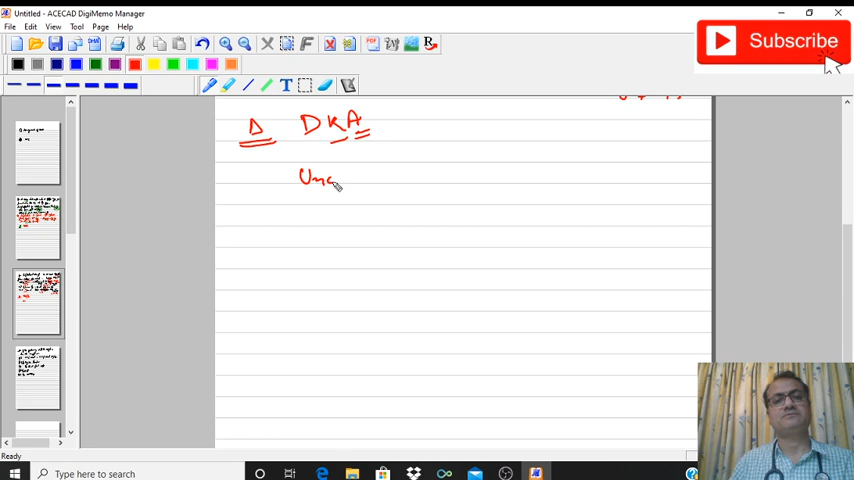 Untitled - ACECAD DigiMemo Manager
File Edit View Tool Page Help
Subscribe
Δ DKA
Unc
Ready
Type here to search